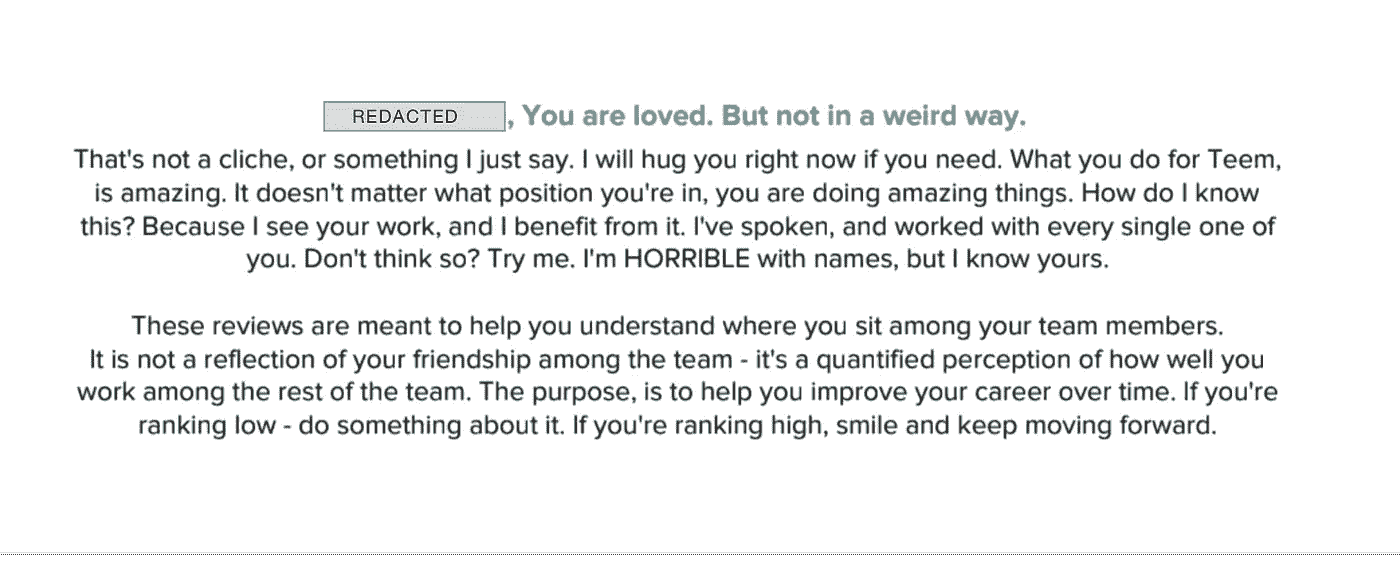 REDACTED, You are loved. But not in a weird way.
That's not a cliche, or something I just say. I will hug you right now if you need. What you do for Teem,
is amazing. It doesn't matter what position you're in, you are doing amazing things. How do I know
this? Because I see your work, and I benefit from it. I've spoken, and worked with every single one of
you. Don't think so? Try me. I'm HORRIBLE with names, but I know yours.
These reviews are meant to help you understand where you sit among your team members.
It is not a reflection of your friendship among the team - it's a quantified perception of how well you
work among the rest of the team. The purpose, is to help you improve your career over time. If you're
ranking low - do something about it. If you're ranking high, smile and keep moving forward.